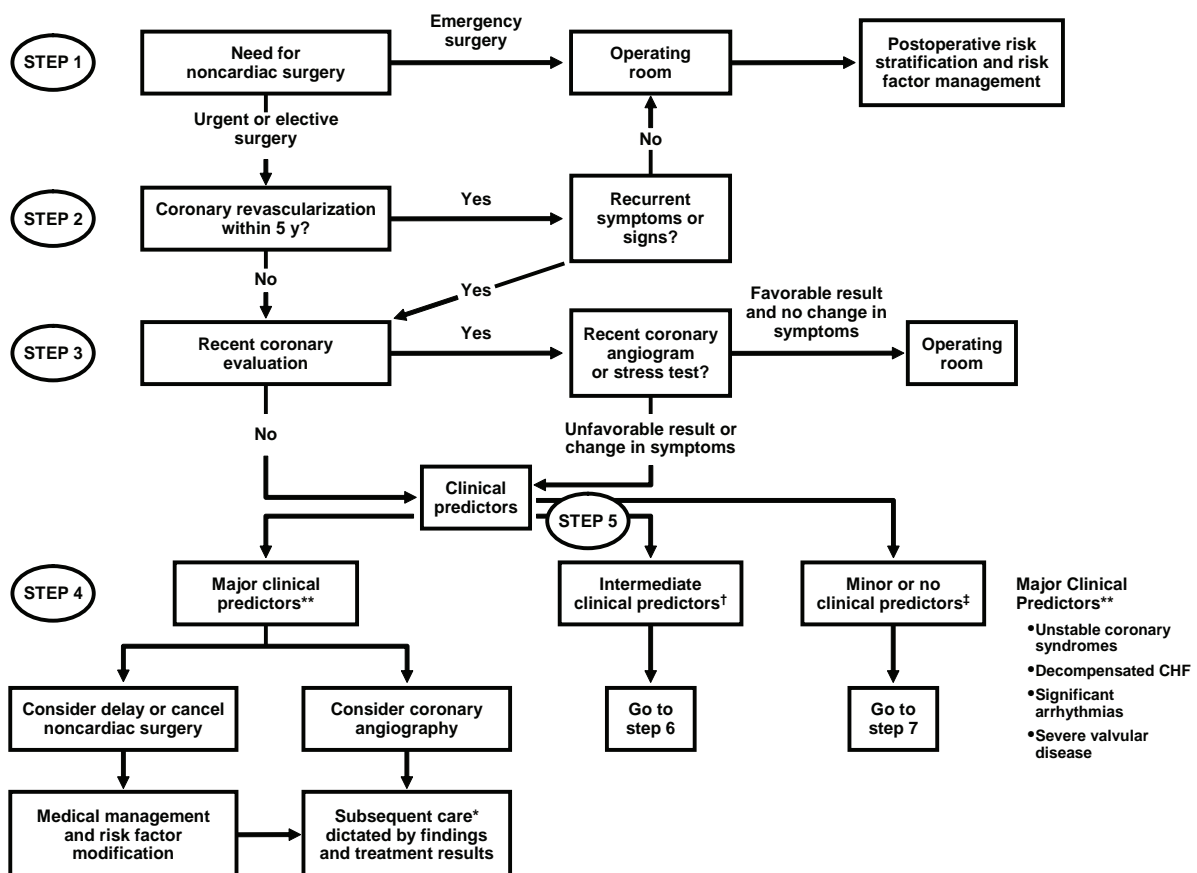 STEP 1
Need for
noncardiac surgery
Emergency
surgery
Operating
room
Postoperative risk
stratification and risk
factor management
Urgent or elective
surgery
No
STEP 2
Coronary revascularization
within 5 y?
Yes
Recurrent
symptoms or
signs?
No
Yes
STEP 3
Recent coronary
evaluation
Yes
Recent coronary
angiogram
or stress test?
Favorable result
and no change in
symptoms
Operating
room
No
Unfavorable result or
change in symptoms
Clinical
predictors
STEP 5
STEP 4
Major clinical
predictors**
Intermediate
clinical predictors†
Minor or no
clinical predictors‡
Major Clinical
Predictors**
•Unstable coronary
syndromes
•Decompensated CHF
•Significant
arrhythmias
•Severe valvular
disease
Consider delay or cancel
noncardiac surgery
Consider coronary
angiography
Go to
step 6
Go to
step 7
Medical management
and risk factor
modification
Subsequent care*
dictated by findings
and treatment results